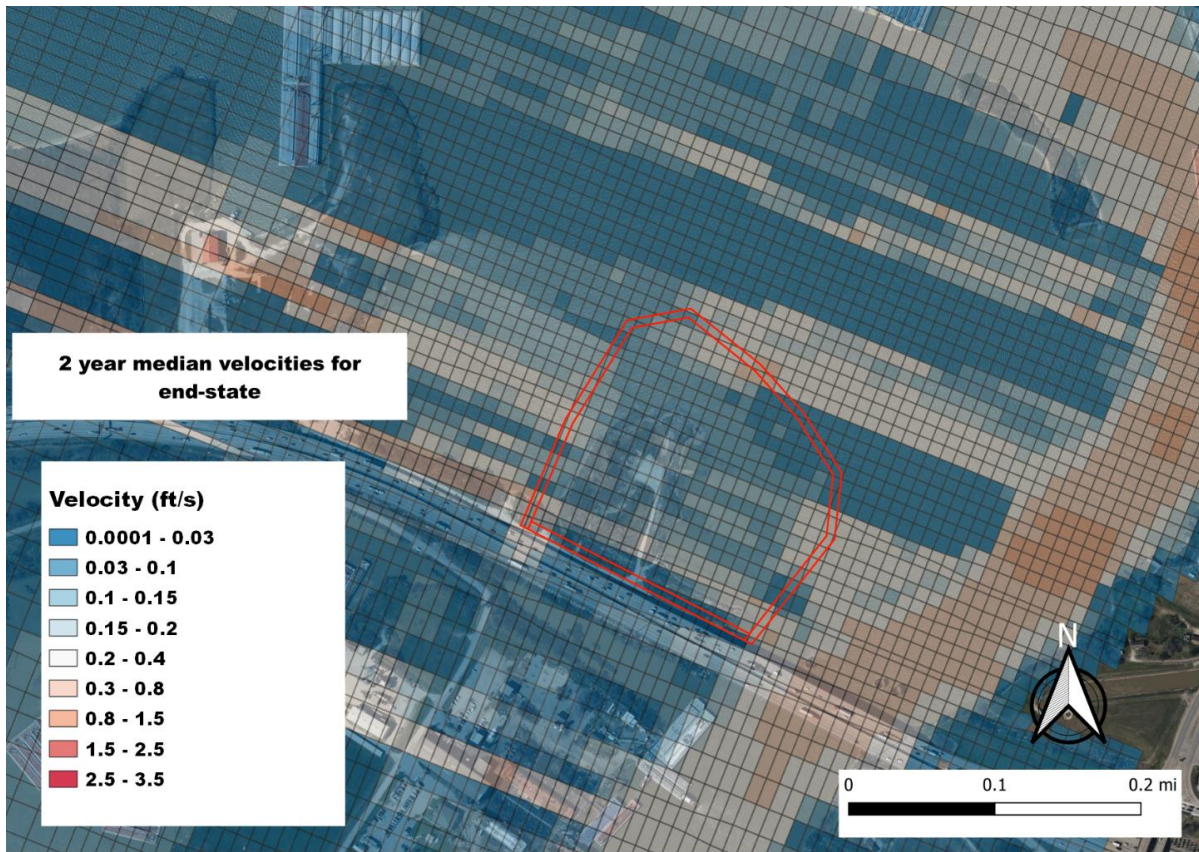 2 year median velocities for
end-state
Velocity (ft/s)
0.0001 - 0.03
0.03 - 0.1
0.1 - 0.15
0.15 - 0.2
0.2 - 0.4
0.3 - 0.8
0.8 - 1.5
1.5 - 2.5
2.5 - 3.5
N
0 0.1 0.2 mi